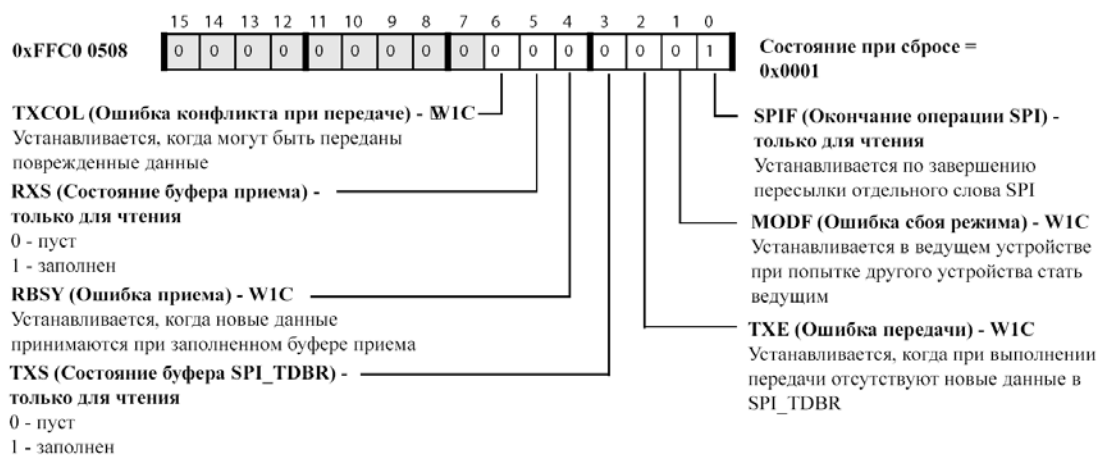 15 14 13 12 11 10 9 8 7 6 5 4 3 2 1 0
0xFFC0 0508
0 0 0 0 0 0 0 0 0 0 0 0 0 0 0 1
Состояние при сбросе =
0x0001
TXCOL (Ошибка конфликта при передаче) - W1C
Устанавливается, когда могут быть переданы
поврежденные данные
RXS (Состояние буфера приема) -
только для чтения
0 - пуст
1 - заполнен
RBSY (Ошибка приема) - W1C
Устанавливается, когда новые данные
принимаются при заполненном буфере приема
TXS (Состояние буфера SPI_TDBR) -
только для чтения
0 - пуст
1 - заполнен
SPIF (Окончание операции SPI) -
только для чтения
Устанавливается по завершению
пересылки отдельного слова SPI
MODF (Ошибка сбоя режима) - W1C
Устанавливается в ведущем устройстве
при попытке другого устройства стать
ведущим
TXE (Ошибка передачи) - W1C
Устанавливается, когда при выполнении
передачи отсутствуют новые данные в
SPI_TDBR